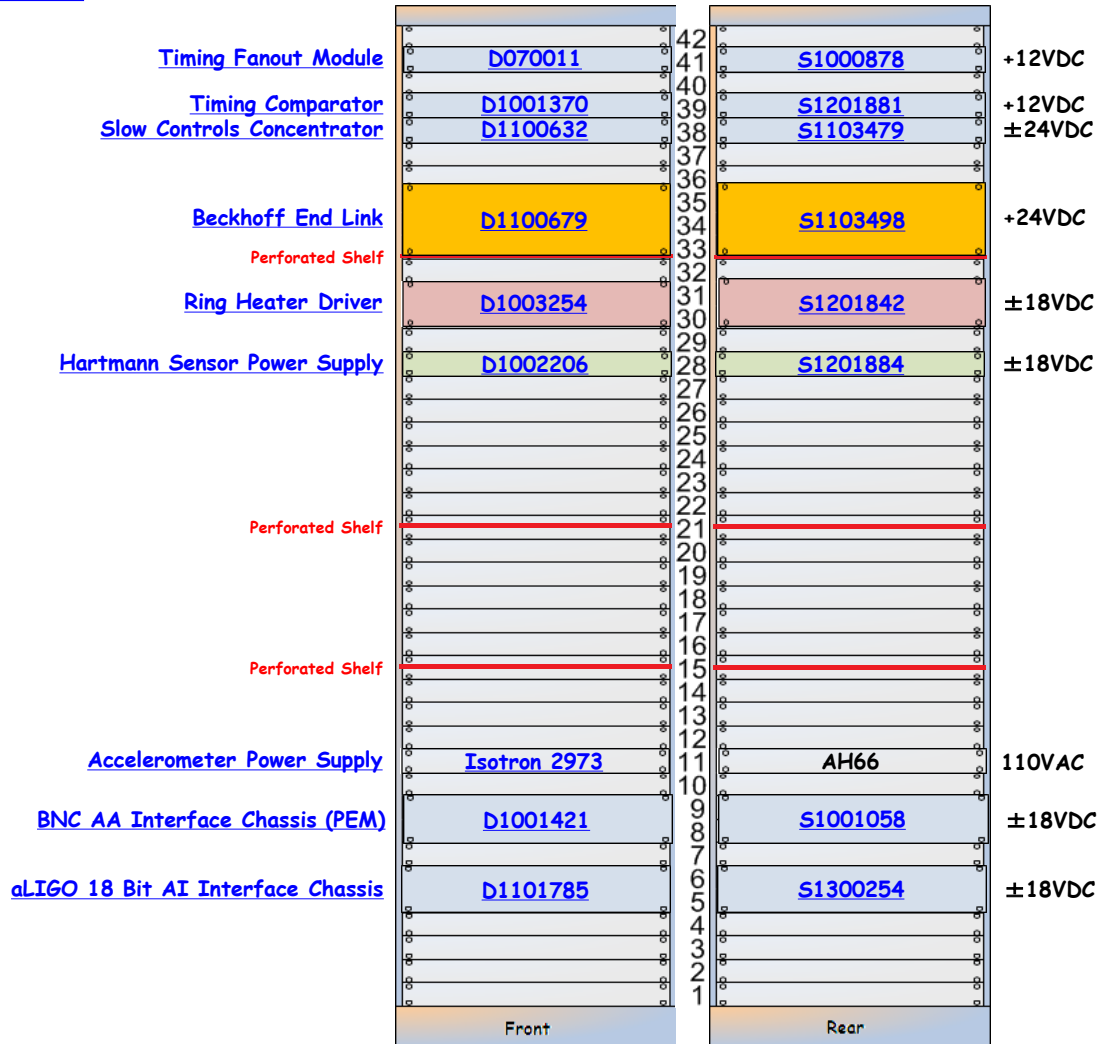 42
Timing Fanout Module D070011 41 S1000878 +12VDC
40
Timing Comparator D1001370 39 S1201881 +12VDC
Slow Controls Concentrator D1100632 38 S1103479 ±24VDC
37
36
35
Beckhoff End Link D1100679 34 S1103498 +24VDC
33
Perforated Shelf
32
Ring Heater Driver D1003254 31 S1201842 ±18VDC
30
29
Hartmann Sensor Power Supply D1002206 28 S1201884 ±18VDC
27
26
25
24
23
22
Perforated Shelf 21
20
19
18
17
16
Perforated Shelf 15
14
13
12
Accelerometer Power Supply Isotron 2973 11 AH66 110VAC
10
9
BNC AA Interface Chassis (PEM) D1001421 8 S1001058 ±18VDC
7
6
aLIGO 18 Bit AI Interface Chassis D1101785 5 S1300254 ±18VDC
4
3
2
1
Front Rear